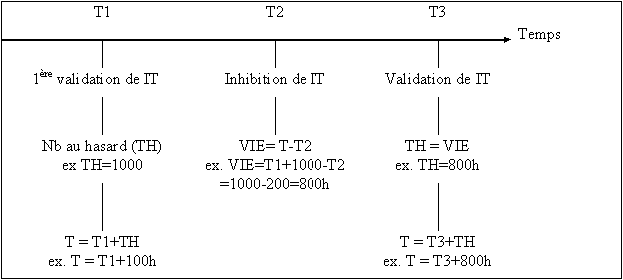 T1 T2 T3
Temps
1ère validation de IT Inhibition de IT Validation de IT
Nb au hasard (TH) VIE= T-T2 TH = VIE
ex TH=1000 ex. VIE=T1+1000-T2 ex. TH=800h
=1000-200=800h
T = T1+TH T = T3+TH
ex. T = T1+100h ex. T = T3+800h